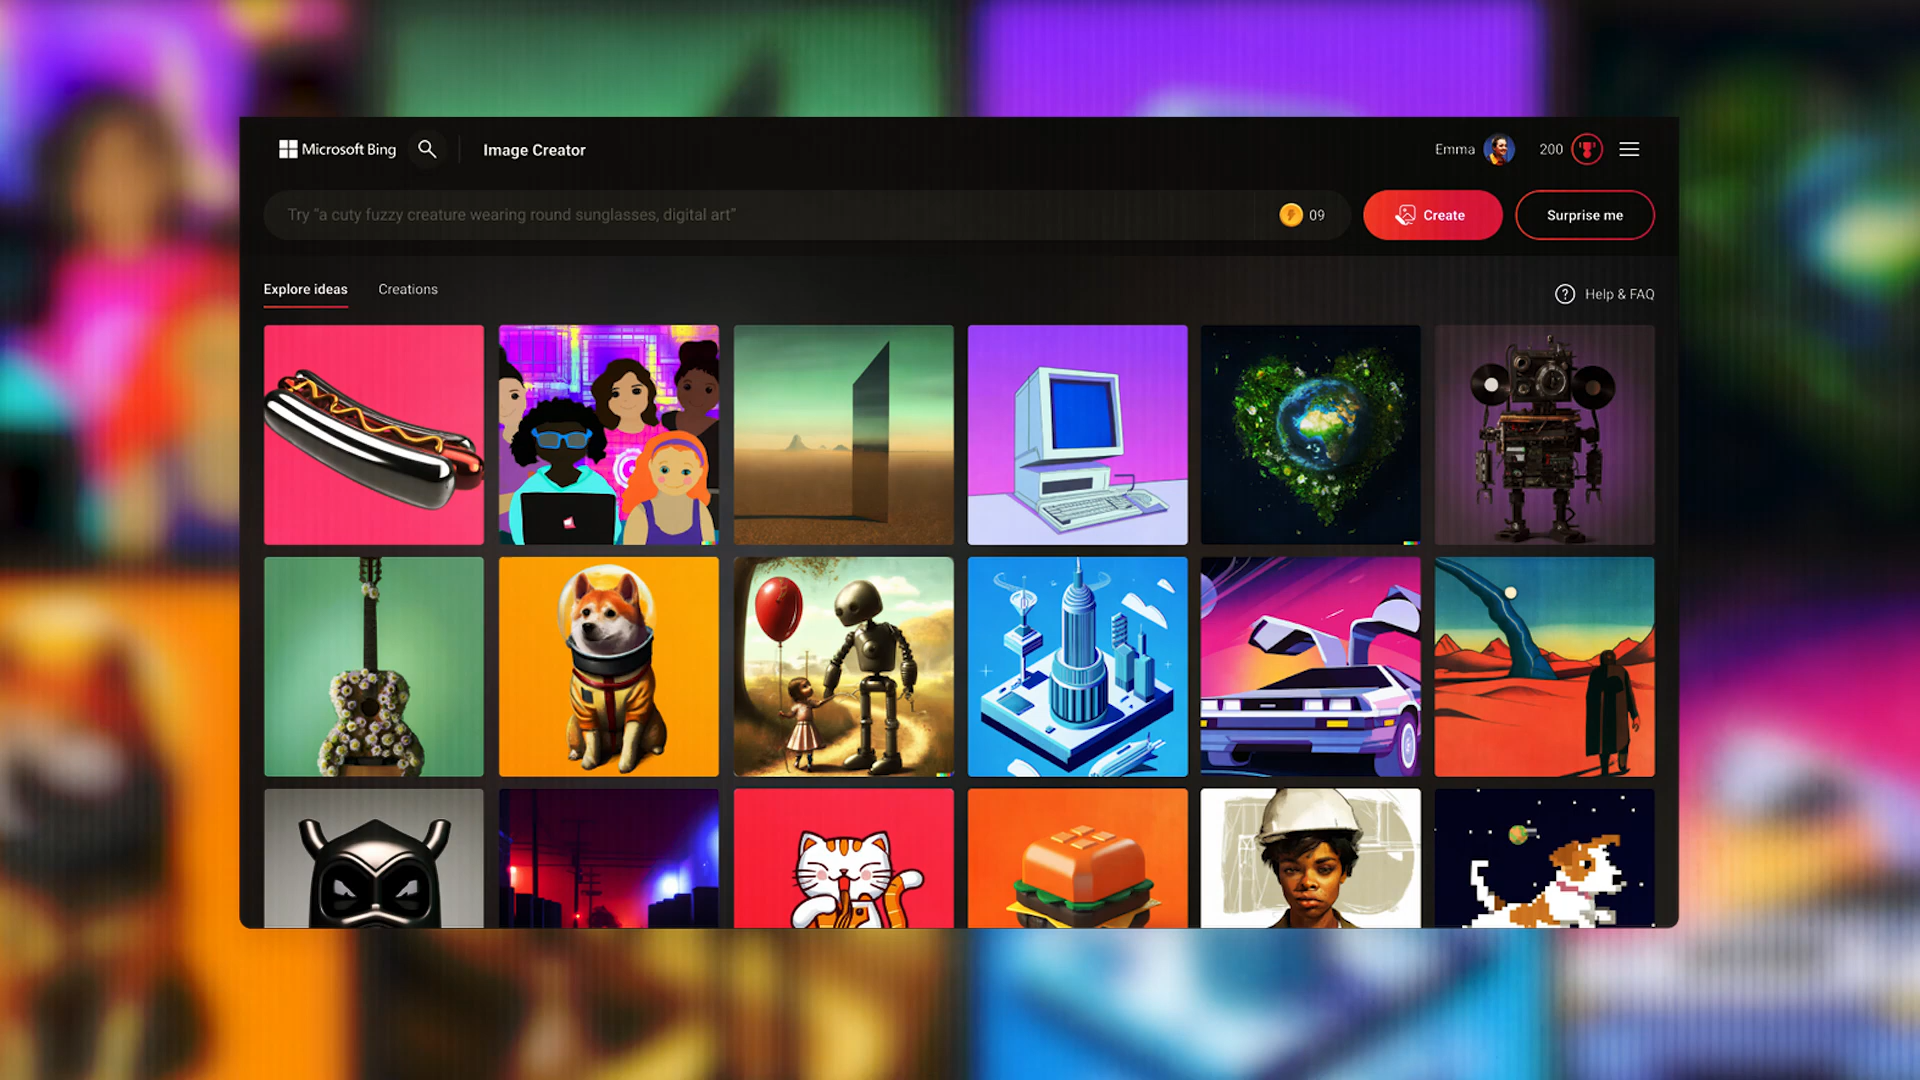 Microsoft Bing
Image Creator
Emma
200
Try "a cuty fuzzy creature wearing round sunglasses, digital art"
09
Create
Surprise me
Explore ideas
Creations
? Help & FAQ